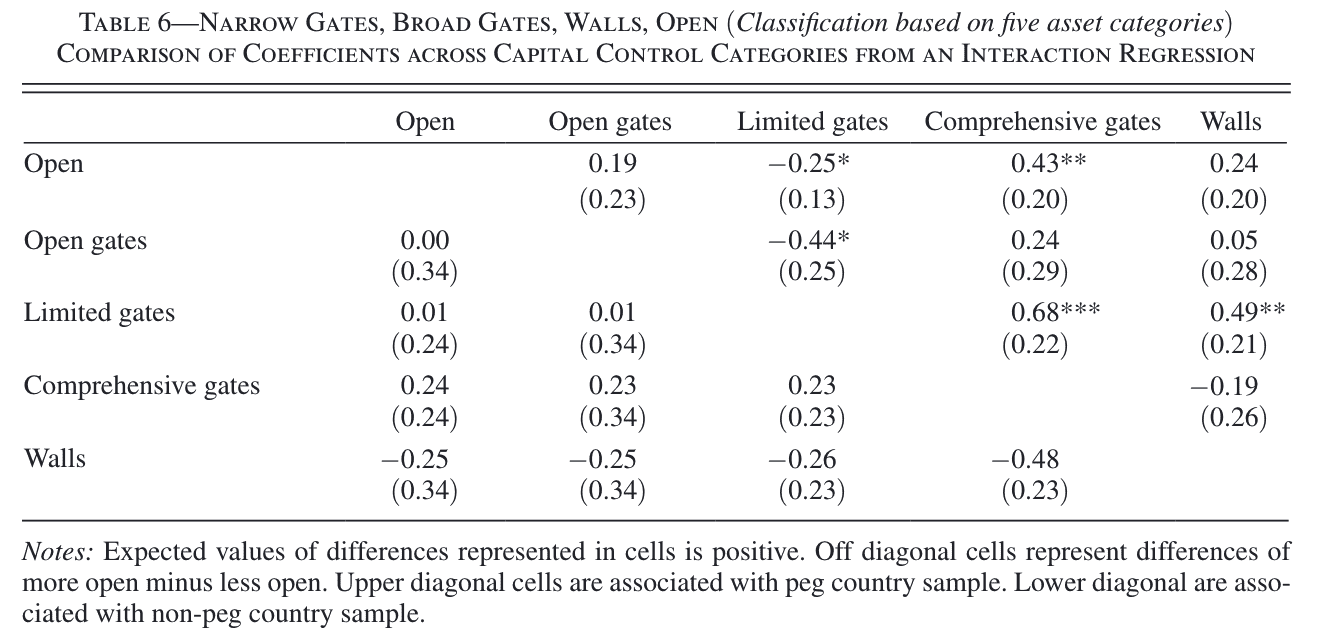 TABLE 6—NARROW GATES, BROAD GATES, WALLS, OPEN (Classification based on five asset categories)
COMPARISON OF COEFFICIENTS ACROSS CAPITAL CONTROL CATEGORIES FROM AN INTERACTION REGRESSION
Open Open gates Limited gates Comprehensive gates Walls
Open 0.19 −0.25* 0.43** 0.24
(0.23) (0.13) (0.20) (0.20)
Open gates 0.00 −0.44* 0.24 0.05
(0.34) (0.25) (0.29) (0.28)
Limited gates 0.01 0.01 0.68*** 0.49**
(0.24) (0.34) (0.22) (0.21)
Comprehensive gates 0.24 0.23 0.23 −0.19
(0.24) (0.34) (0.23) (0.26)
Walls −0.25 −0.25 −0.26 −0.48
(0.34) (0.34) (0.23) (0.23)
Notes: Expected values of differences represented in cells is positive. Off diagonal cells represent differences of
more open minus less open. Upper diagonal cells are associated with peg country sample. Lower diagonal are asso-
ciated with non-peg country sample.